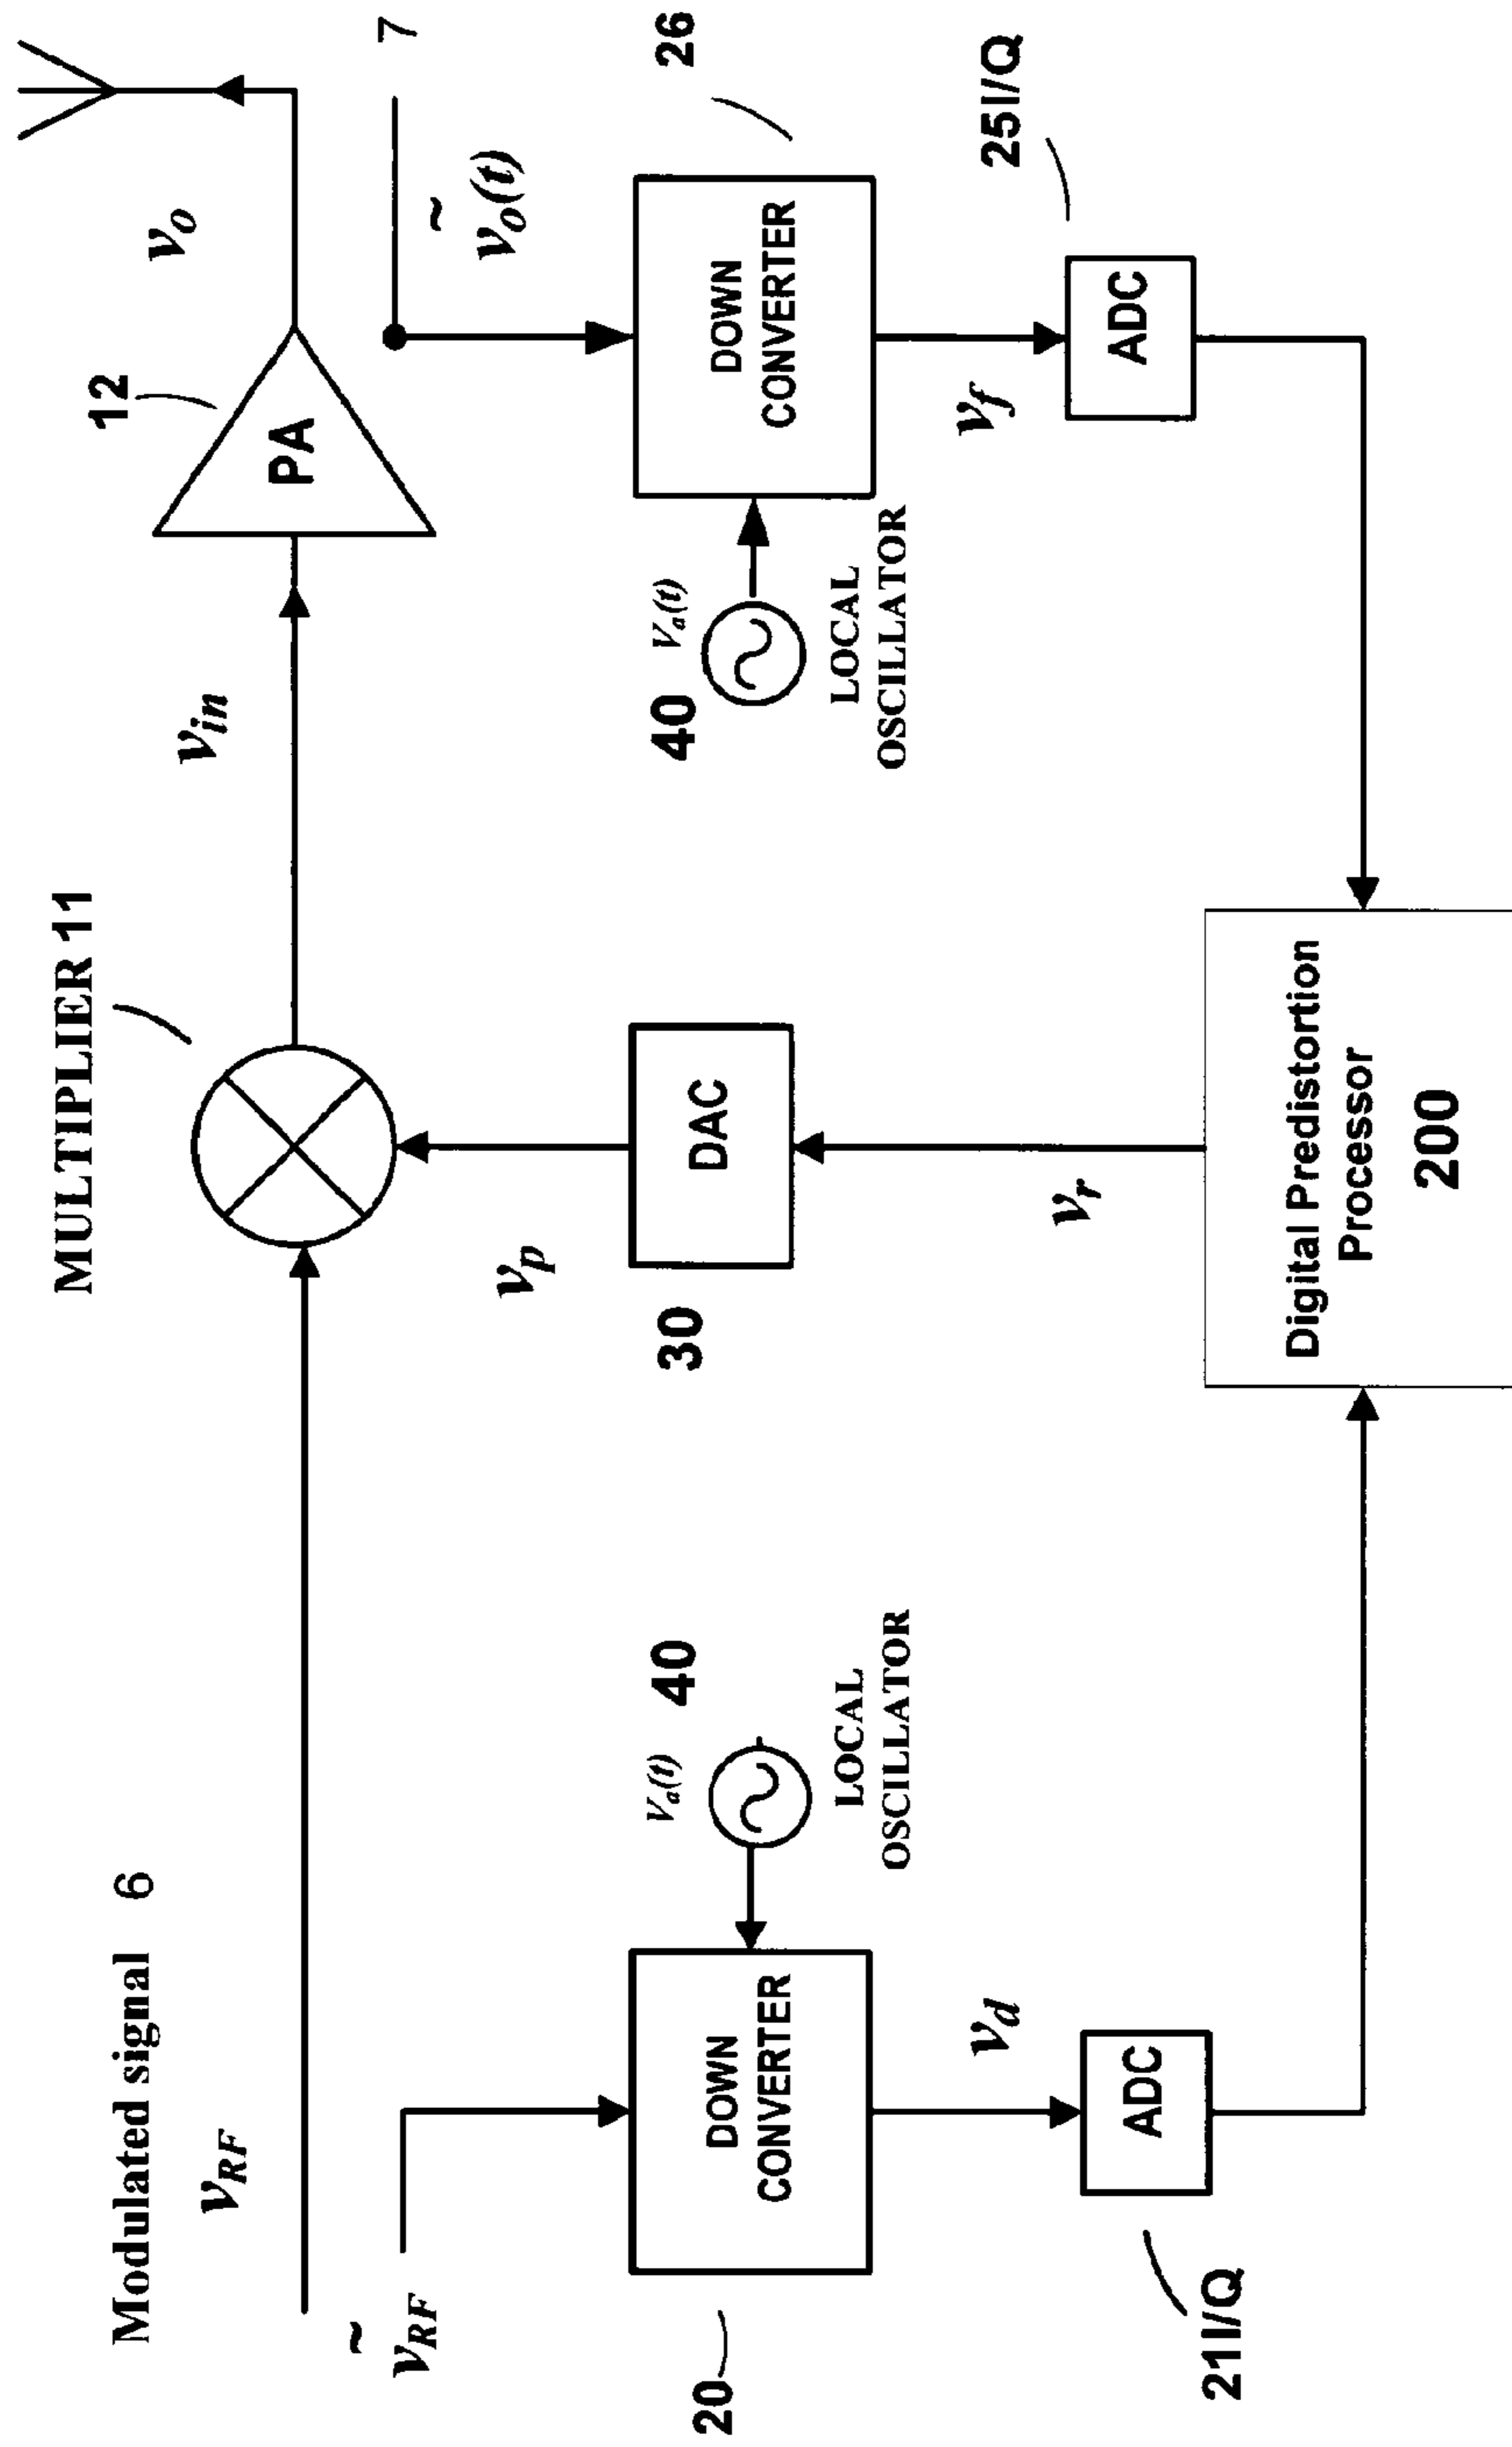 Modulated signal 6
MULTIPLIER 11
12
7
v_RF
v_in
PA
v_o
ṽ_RF
v_p
ṽ_o(t)
20
DOWN
CONVERTER
V_a(t)
40
LOCAL
OSCILLATOR
30
DAC
40
V_a(t)
LOCAL
OSCILLATOR
DOWN
CONVERTER
26
v_d
v_r
v_f
21I/Q
ADC
ADC
25I/Q
Digital Predistortion
Processor
200